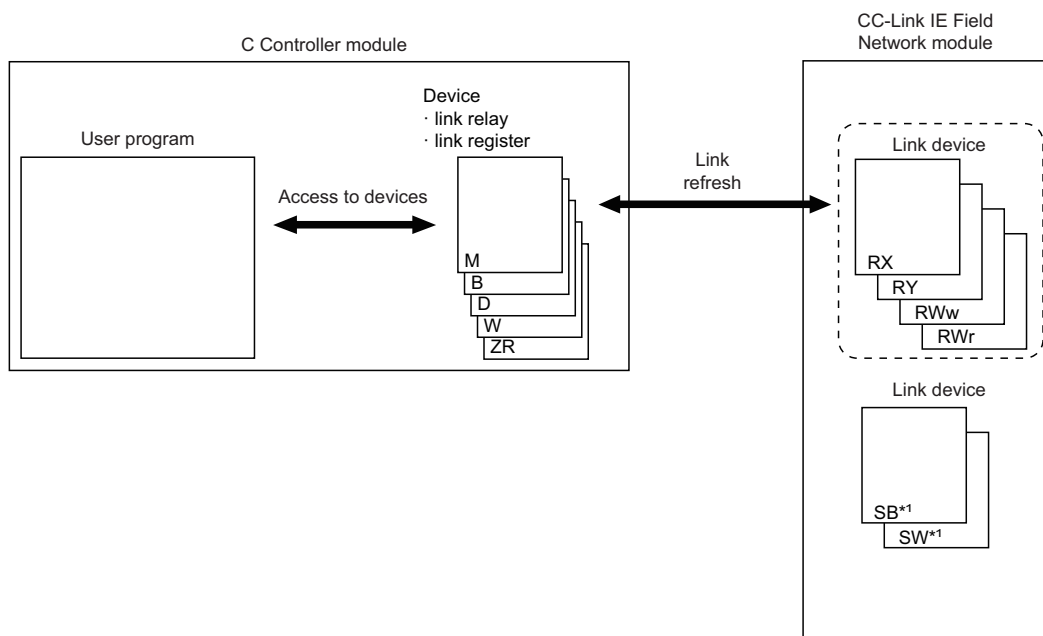 C Controller module
User program
Access to devices
Device
· link relay
· link register
M
B
D
W
ZR
Link
refresh
CC-Link IE Field
Network module
Link device
RX
RY
RWw
RWr
Link device
SB*¹
SW*¹